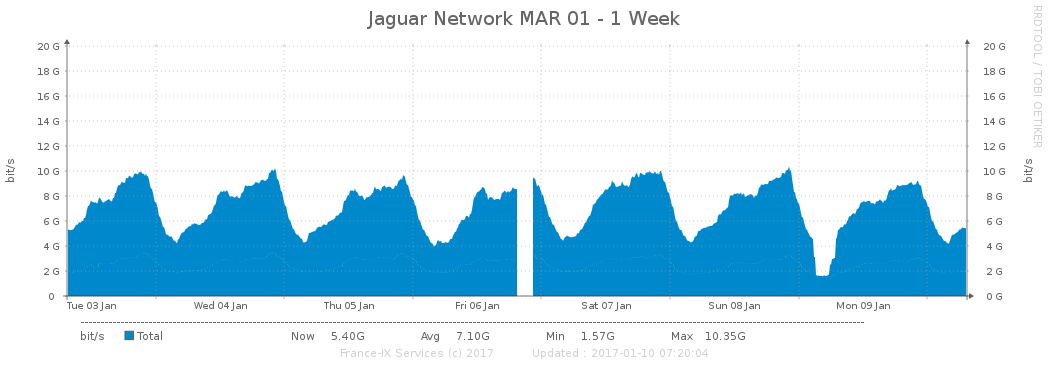 Jaguar Network MAR 01 - 1 Week
RRDTOOL / TOBI OETIKER
bit/s
20 G
18 G
16 G
14 G
12 G
10 G
8 G
6 G
4 G
2 G
0
20 G
18 G
16 G
14 G
12 G
10 G
8 G
6 G
4 G
2 G
0 G
bit/s
Tue 03 Jan Wed 04 Jan Thu 05 Jan Fri 06 Jan Sat 07 Jan Sun 08 Jan Mon 09 Jan
bit/s Total Now 5.40G Avg 7.10G Min 1.57G Max 10.35G
France-IX Services (c) 2017 Updated : 2017-01-10 07:20:04